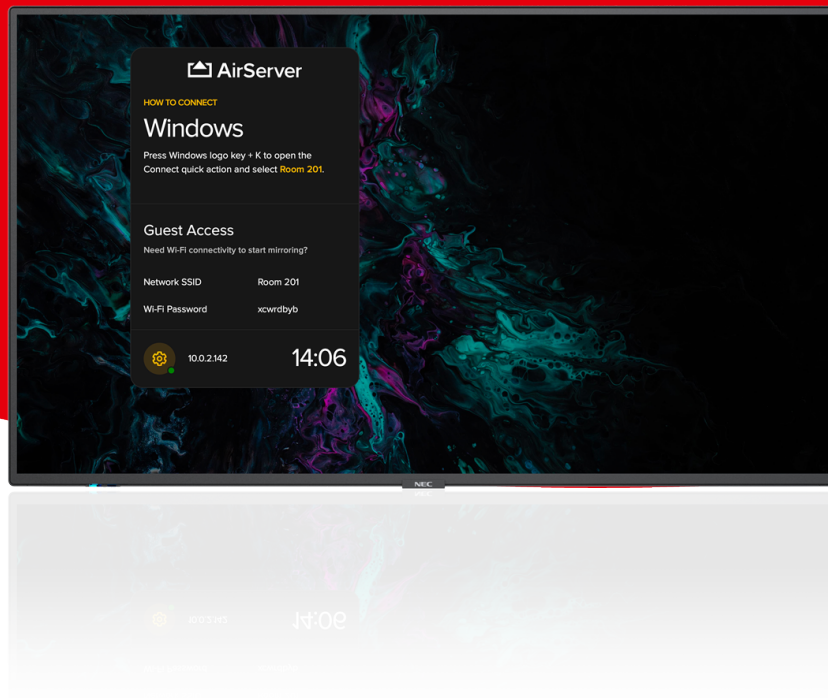 AirServer
HOW TO CONNECT
Windows
Press Windows logo key + K to open the
Connect quick action and select Room 201.
Guest Access
Need Wi-Fi connectivity to start mirroring?
Network SSID Room 201
Wi-Fi Password xcwrdbyb
10.0.2.142 14:06
NEC